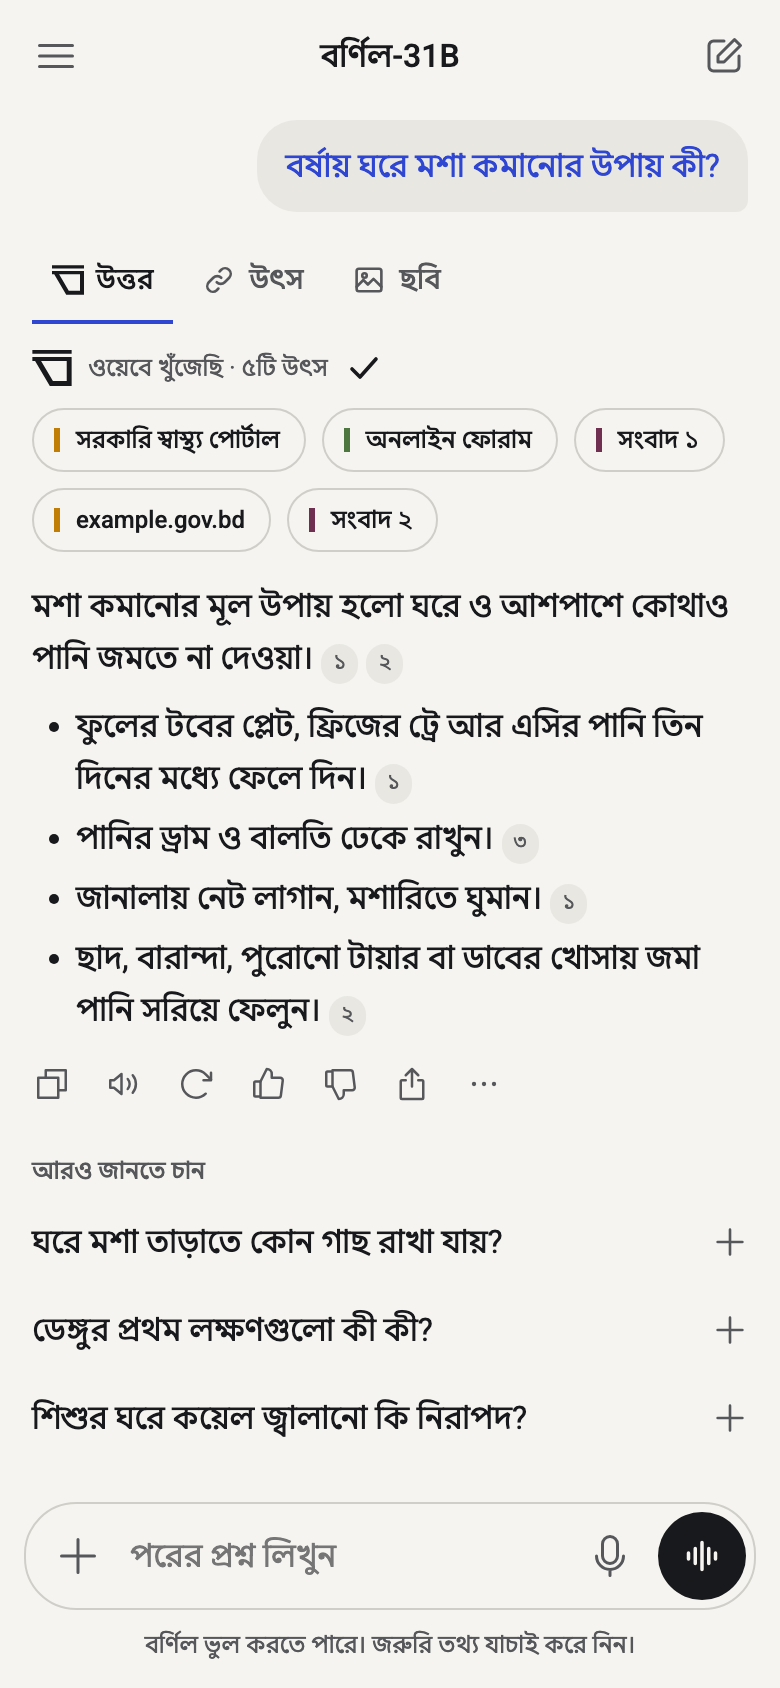 বর্ণিল-31B
বর্ষায় ঘরে মশা কমানোর উপায় কী?
উত্তর উৎস ছবি
ওয়েবে খুঁজেছি · ৫টি উৎস
সরকারি স্বাস্থ্য পোর্টাল অনলাইন ফোরাম সংবাদ ১
example.gov.bd সংবাদ ২
মশা কমানোর মূল উপায় হলো ঘরে ও আশপাশে কোথাও
পানি জমতে না দেওয়া। ১ ২
• ফুলের টবের প্লেট, ফ্রিজের ট্রে আর এসির পানি তিন
দিনের মধ্যে ফেলে দিন। ১
• পানির ড্রাম ও বালতি ঢেকে রাখুন। ৩
• জানালায় নেট লাগান, মশারিতে ঘুমান। ১
• ছাদ, বারান্দা, পুরোনো টায়ার বা ডাবের খোসায় জমা
পানি সরিয়ে ফেলুন। ২
আরও জানতে চান
ঘরে মশা তাড়াতে কোন গাছ রাখা যায়?
ডেঙ্গুর প্রথম লক্ষণগুলো কী কী?
শিশুর ঘরে কয়েল জ্বালানো কি নিরাপদ?
পরের প্রশ্ন লিখুন
বর্ণিল ভুল করতে পারে। জরুরি তথ্য যাচাই করে নিন।